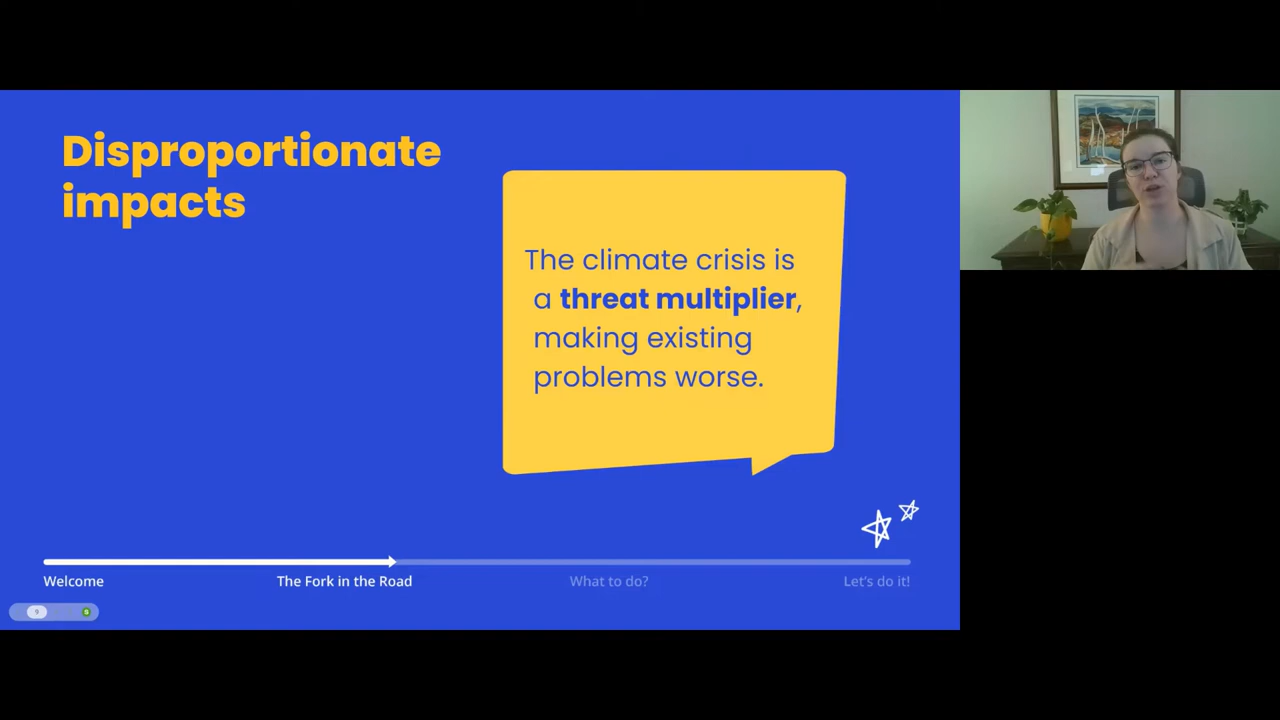 Disproportionate
impacts
The climate crisis is
a threat multiplier,
making existing
problems worse.
Welcome
The Fork in the Road
What to do?
Let's do it!